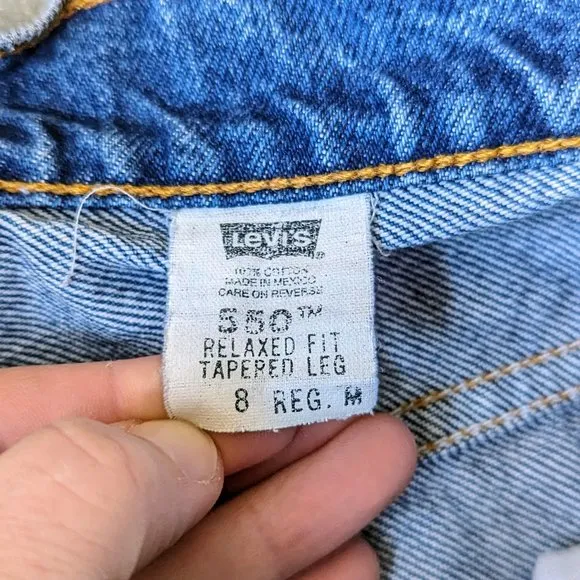 Levi's
100% COTTON
MADE IN MEXICO
CARE ON REVERSE
550™
RELAXED FIT
TAPERED LEG
8 REG. M